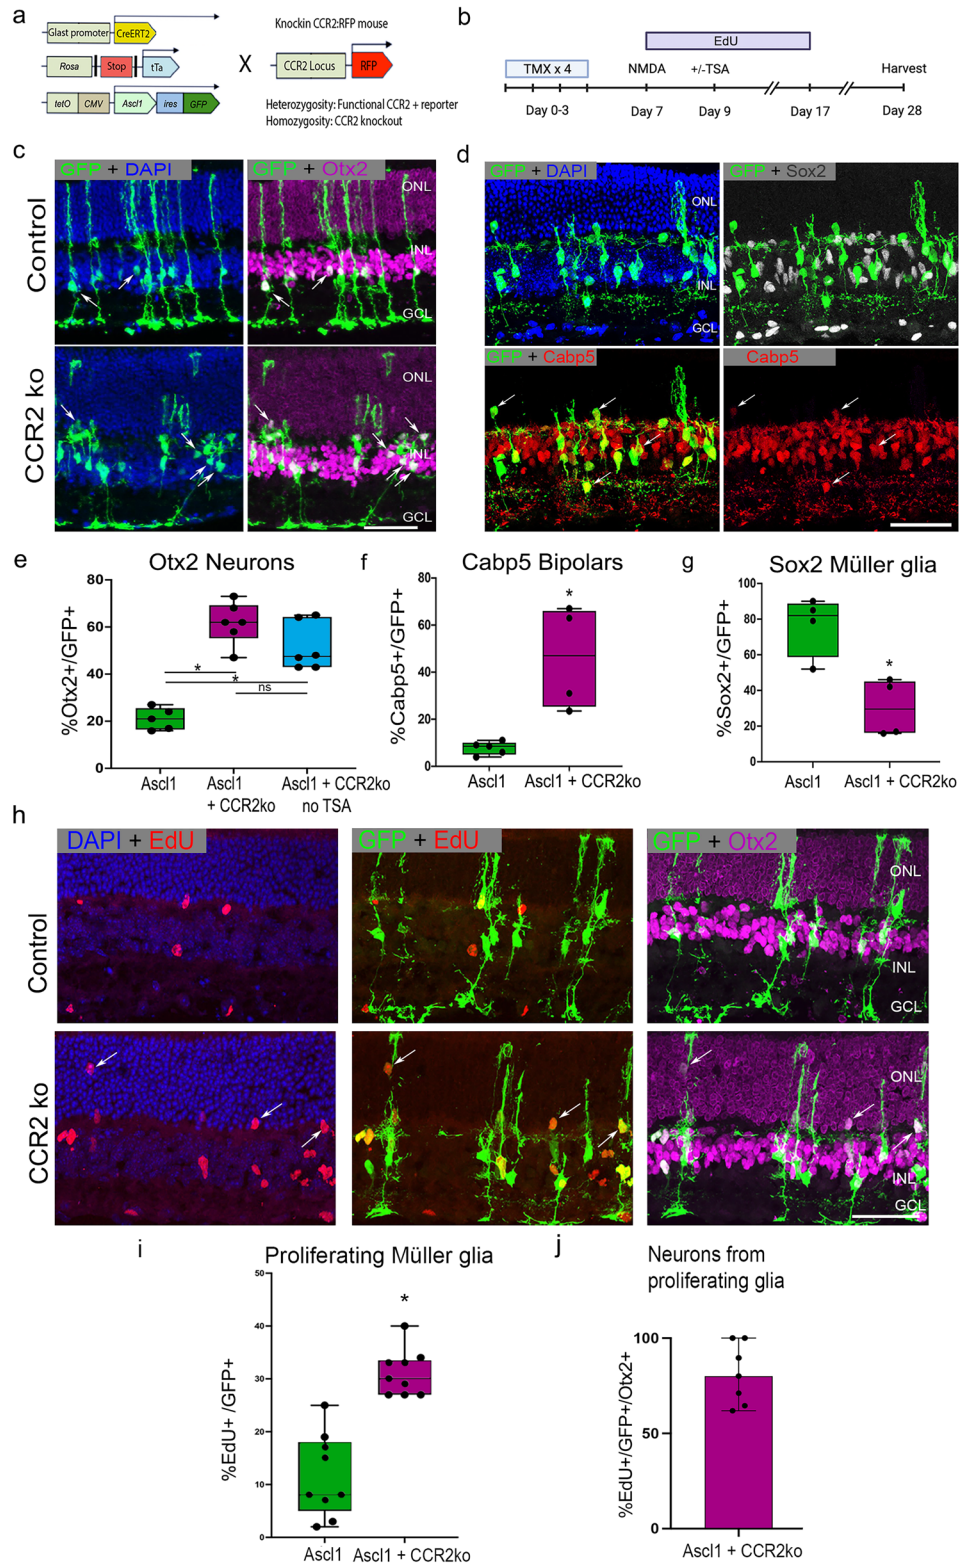 a
Glast promoter
CreERT2
Rosa
Stop
tTa
tetO
CMV
Ascl1
ires
GFP
X
Knockin CCR2:RFP mouse
CCR2 Locus
RFP
Heterozygosity: Functional CCR2 + reporter
Homozygosity: CCR2 knockout
b
EdU
TMX x 4
NMDA
+/-TSA
Harvest
Day 0-3
Day 7
Day 9
Day 17
Day 28
c
GFP + DAPI
GFP + Otx2
Control
ONL
INL
GCL
CCR2 ko
ONL
INL
GCL
d
GFP + DAPI
GFP + Sox2
ONL
INL
GCL
GFP + Cabp5
Cabp5
e
Otx2 Neurons
%Otx2+/GFP+
80
60
40
20
0
*
*
ns
Ascl1
Ascl1
+ CCR2ko
Ascl1 + CCR2ko
no TSA
f
Cabp5 Bipolars
%Cabp5+/GFP+
80
60
40
20
0
*
Ascl1
Ascl1 + CCR2ko
g
Sox2 Müller glia
%Sox2+/GFP+
100
80
60
40
20
0
*
Ascl1
Ascl1 + CCR2ko
h
DAPI + EdU
GFP + EdU
GFP + Otx2
Control
ONL
INL
GCL
CCR2 ko
ONL
INL
GCL
i
Proliferating Müller glia
%EdU+ /GFP+
50
40
30
20
10
0
*
Ascl1
Ascl1 + CCR2ko
j
Neurons from
proliferating glia
%EdU+/GFP+/Otx2+
100
50
0
Ascl1 + CCR2ko